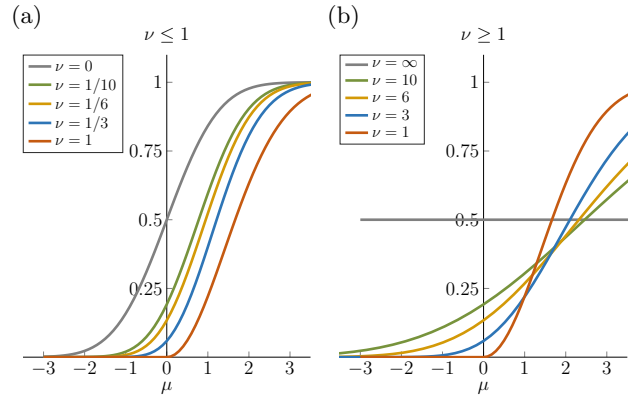 (a)
ν ≤ 1
ν = 0
ν = 1/10
ν = 1/6
ν = 1/3
ν = 1
1
0.75
0.5
0.25
−3 −2 −1 0 1 2 3
μ
(b)
ν ≥ 1
ν = ∞
ν = 10
ν = 6
ν = 3
ν = 1
1
0.75
0.5
0.25
−3 −2 −1 0 1 2 3
μ